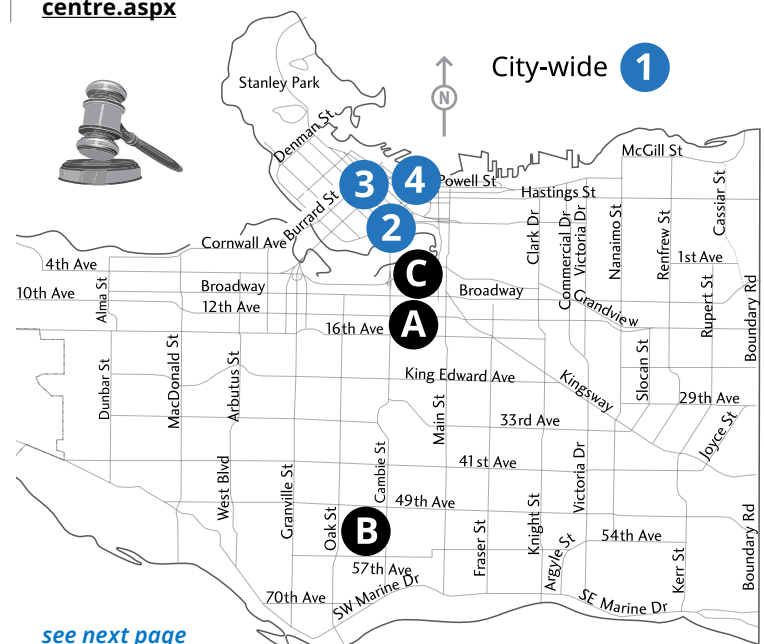 centre.aspx
City-wide 1
Stanley Park
N
Denman St
McGill St
3
4
Powell St
Hastings St
Cassiar St
Burrard St
2
Clark Dr
Commercial Dr
Victoria Dr
Nanaimo St
Renfrew St
Cornwall Ave
4th Ave
1st Ave
C
10th Ave
Alma St
Broadway
Broadway
12th Ave
Grandview
Rupert St
Boundary Rd
16th Ave
A
Dunbar St
MacDonald St
Arbutus St
King Edward Ave
Kingsway
Slocan St
29th Ave
Main St
33rd Ave
Joyce St
West Blvd
Granville St
Cambie St
41st Ave
Victoria Dr
49th Ave
Oak St
B
Fraser St
Knight St
Argyle St
54th Ave
Kerr St
Boundary Rd
57th Ave
70th Ave
SW Marine Dr
SE Marine Dr
see next page